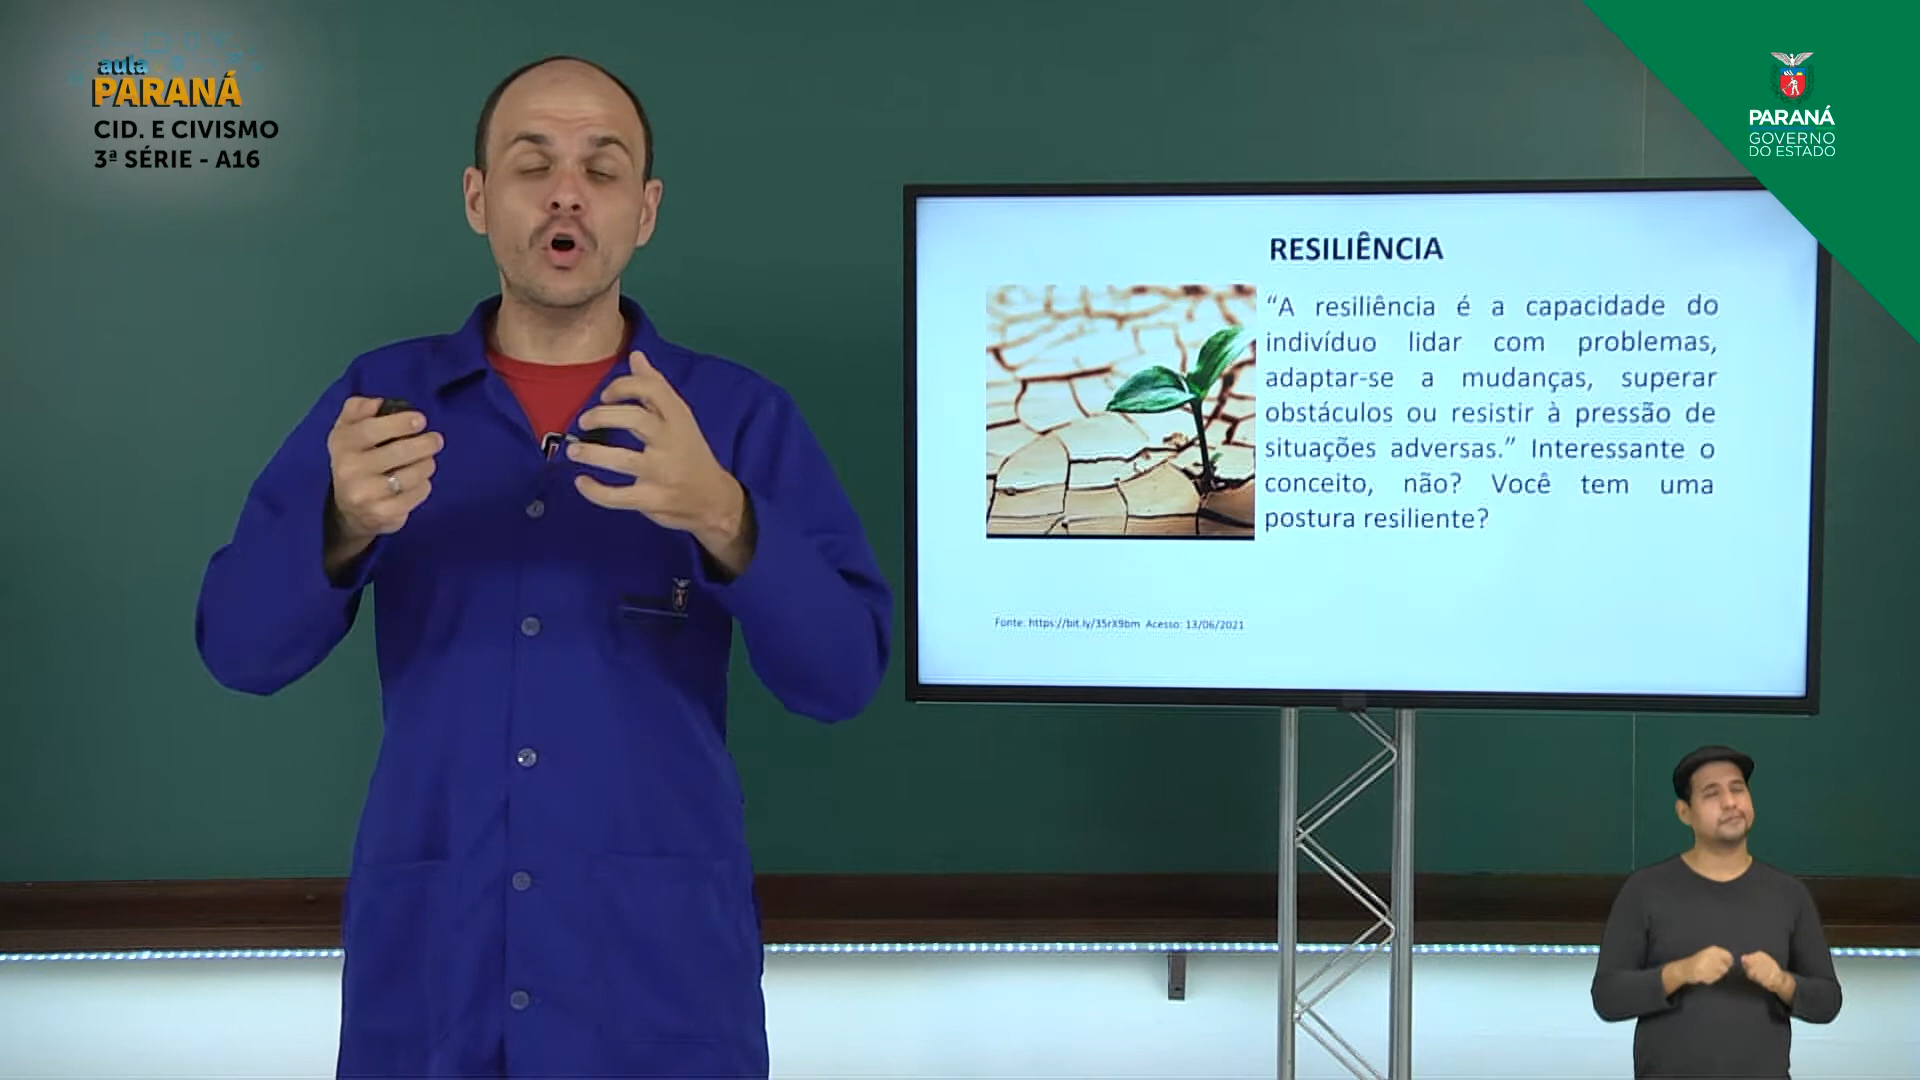 aula
PARANÁ
CID. E CIVISMO
3ª SÉRIE - A16
PARANÁ
GOVERNO
DO ESTADO
RESILIÊNCIA
“A resiliência é a capacidade do
indivíduo lidar com problemas,
adaptar-se a mudanças, superar
obstáculos ou resistir à pressão de
situações adversas.” Interessante o
conceito, não? Você tem uma
postura resiliente?
Fonte: https://bit.ly/35rX9bm Acesso: 13/06/2021